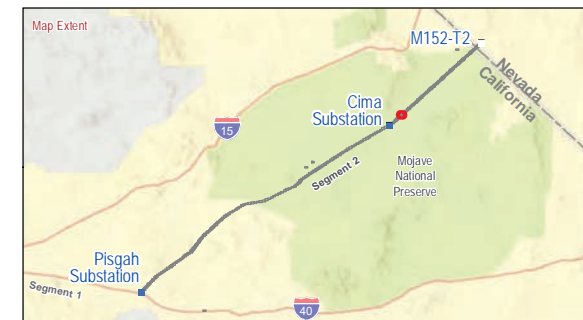 Map Extent
M152-T2
Nevada
California
Cima
Substation
15
Mojave
National
Preserve
Segment 2
Pisgah
Substation
Segment 1
40